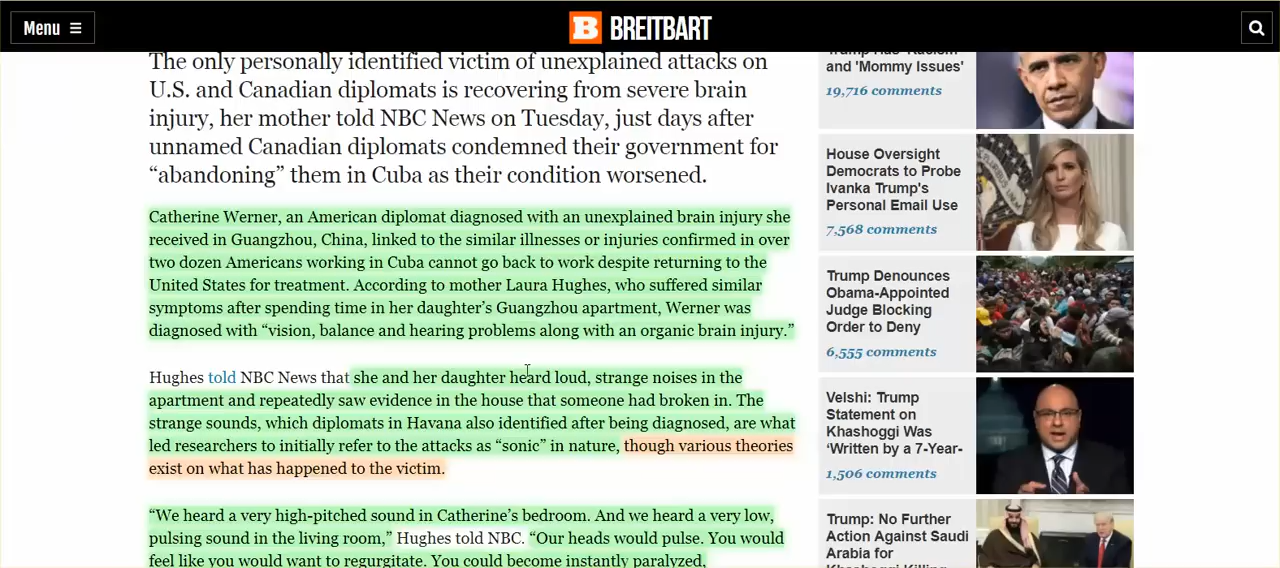 Menu
BREITBART
The only personally identified victim of unexplained attacks on
U.S. and Canadian diplomats is recovering from severe brain
injury, her mother told NBC News on Tuesday, just days after
unnamed Canadian diplomats condemned their government for
“abandoning” them in Cuba as their condition worsened.
Catherine Werner, an American diplomat diagnosed with an unexplained brain injury she
received in Guangzhou, China, linked to the similar illnesses or injuries confirmed in over
two dozen Americans working in Cuba cannot go back to work despite returning to the
United States for treatment. According to mother Laura Hughes, who suffered similar
symptoms after spending time in her daughter’s Guangzhou apartment, Werner was
diagnosed with “vision, balance and hearing problems along with an organic brain injury.”
Hughes told NBC News that she and her daughter heard loud, strange noises in the
apartment and repeatedly saw evidence in the house that someone had broken in. The
strange sounds, which diplomats in Havana also identified after being diagnosed, are what
led researchers to initially refer to the attacks as “sonic” in nature, though various theories
exist on what has happened to the victim.
“We heard a very high-pitched sound in Catherine’s bedroom. And we heard a very low,
pulsing sound in the living room,” Hughes told NBC. “Our heads would pulse. You would
feel like you would want to regurgitate. You could become instantly paralyzed,
Trump Has 'Racism'
and 'Mommy Issues'
19,716 comments
House Oversight
Democrats to Probe
Ivanka Trump's
Personal Email Use
7,568 comments
Trump Denounces
Obama-Appointed
Judge Blocking
Order to Deny
6,555 comments
Velshi: Trump
Statement on
Khashoggi Was
‘Written by a 7-Year-
1,506 comments
Trump: No Further
Action Against Saudi
Arabia for
Khashoggi Killing